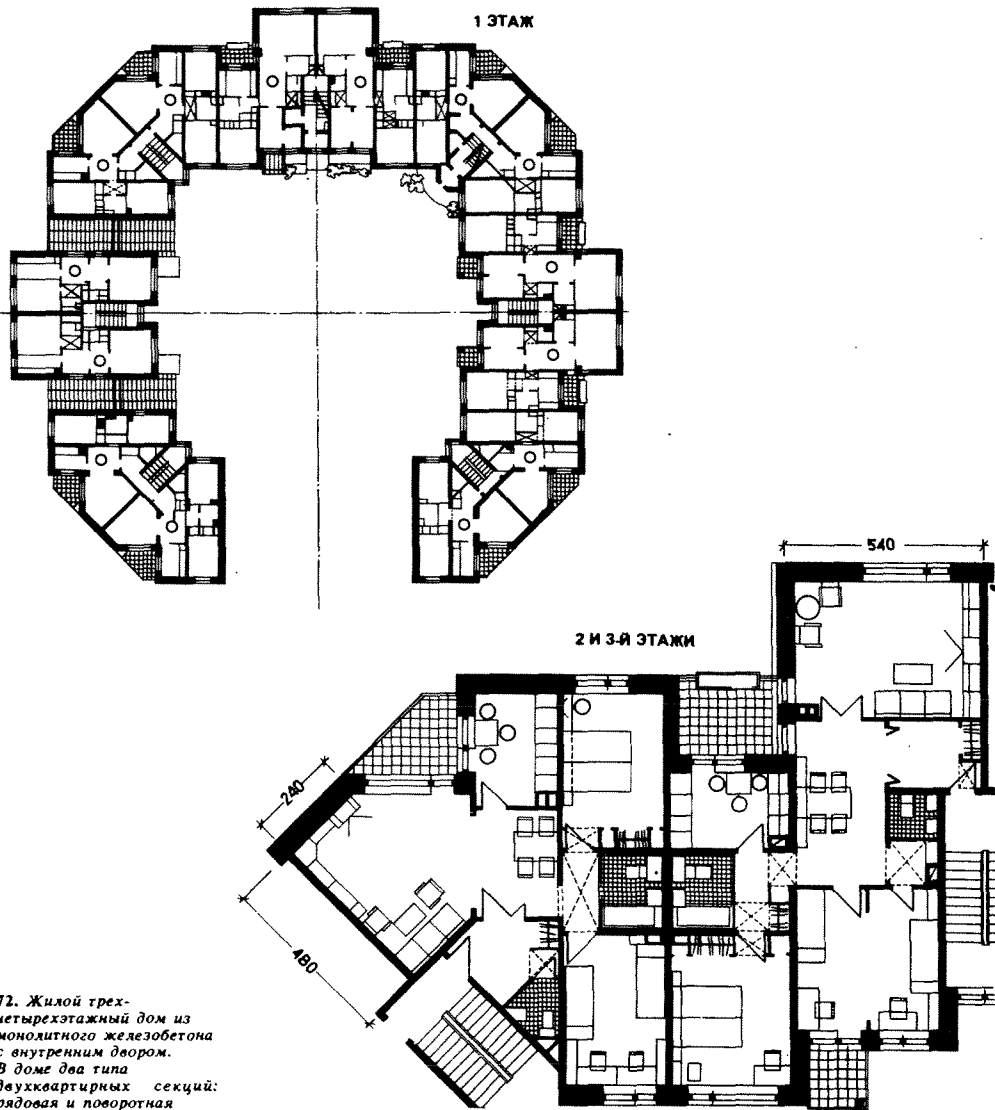 1 ЭТАЖ
540
2 И 3-Й ЭТАЖИ
240
480
72. Жилой трех-
четырехэтажный дом из
монолитного железобетона
с внутренним двором.
В доме два типа
двухквартирных секций:
рядовая и поворотная